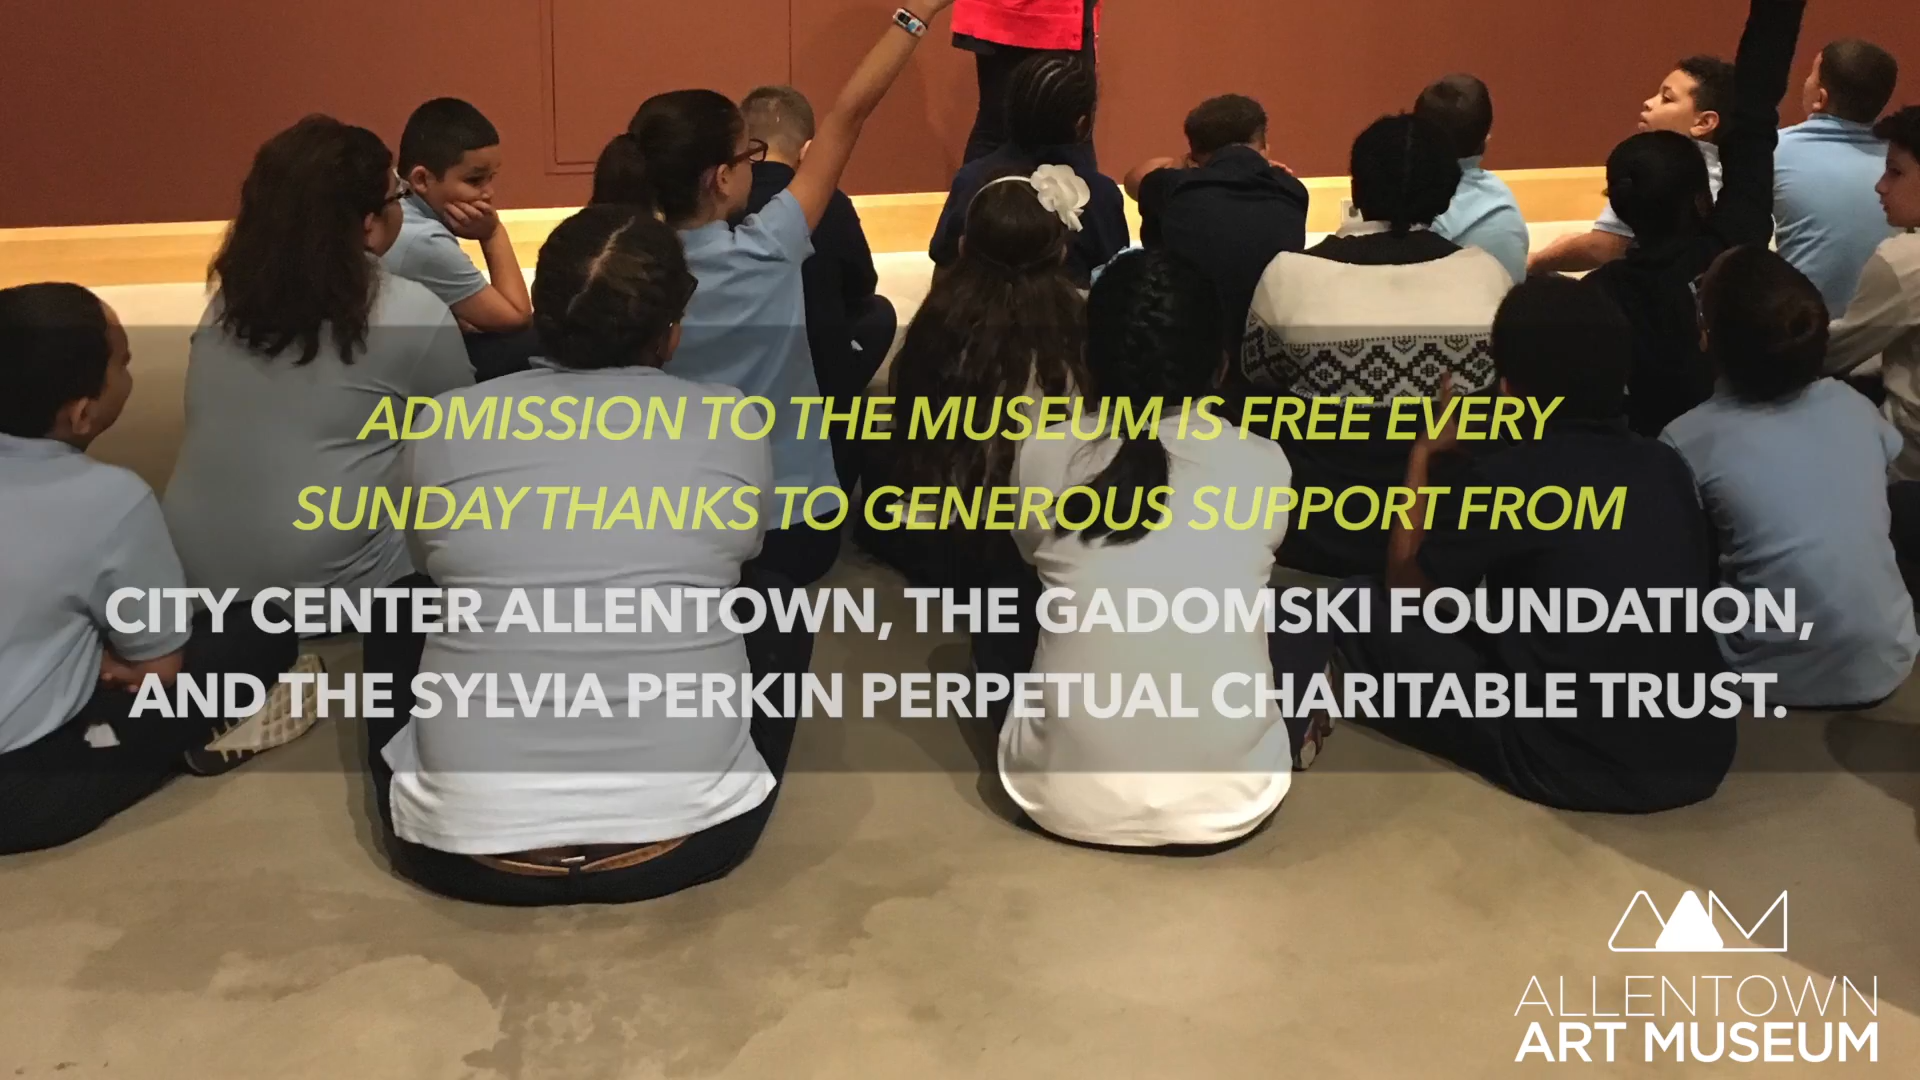 ADMISSION TO THE MUSEUM IS FREE EVERY
SUNDAY THANKS TO GENEROUS SUPPORT FROM
CITY CENTER ALLENTOWN, THE GADOMSKI FOUNDATION,
AND THE SYLVIA PERKIN PERPETUAL CHARITABLE TRUST.
ALLENTOWN
ART MUSEUM